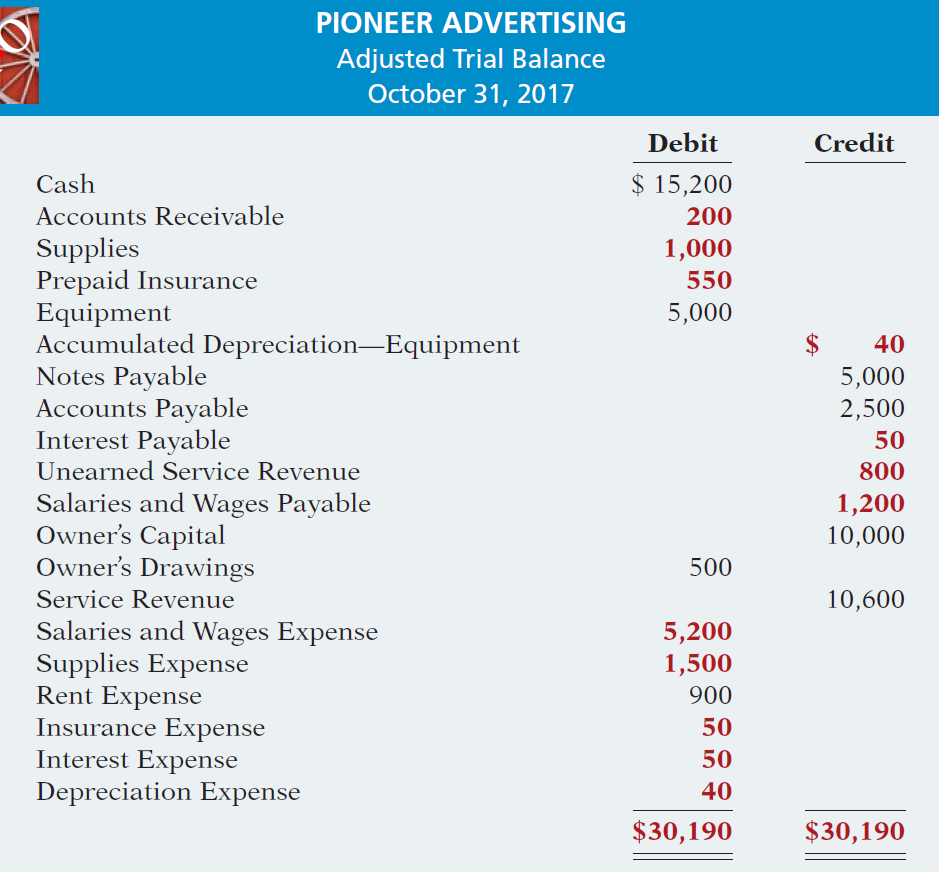 PIONEER ADVERTISING
Adjusted Trial Balance
October 31, 2017
Debit Credit
Cash $ 15,200
Accounts Receivable 200
Supplies 1,000
Prepaid Insurance 550
Equipment 5,000
Accumulated Depreciation—Equipment $ 40
Notes Payable 5,000
Accounts Payable 2,500
Interest Payable 50
Unearned Service Revenue 800
Salaries and Wages Payable 1,200
Owner’s Capital 10,000
Owner’s Drawings 500
Service Revenue 10,600
Salaries and Wages Expense 5,200
Supplies Expense 1,500
Rent Expense 900
Insurance Expense 50
Interest Expense 50
Depreciation Expense 40
$30,190 $30,190